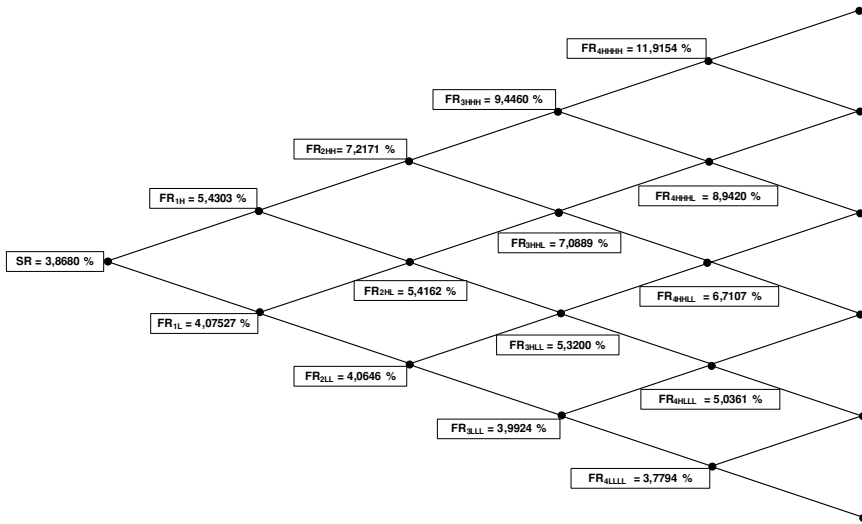 FR4HHHH = 11,9154 %
FR3HHH = 9,4460 %
FR2HH= 7,2171 %
FR1H = 5,4303 %
FR4HHHL = 8,9420 %
FR3HHL = 7,0889 %
SR = 3,8680 %
FR2HL = 5,4162 %
FR4HHLL = 6,7107 %
FR1L = 4,07527 %
FR3HLL = 5,3200 %
FR2LL = 4,0646 %
FR4HLLL = 5,0361 %
FR3LLL = 3,9924 %
FR4LLLL = 3,7794 %